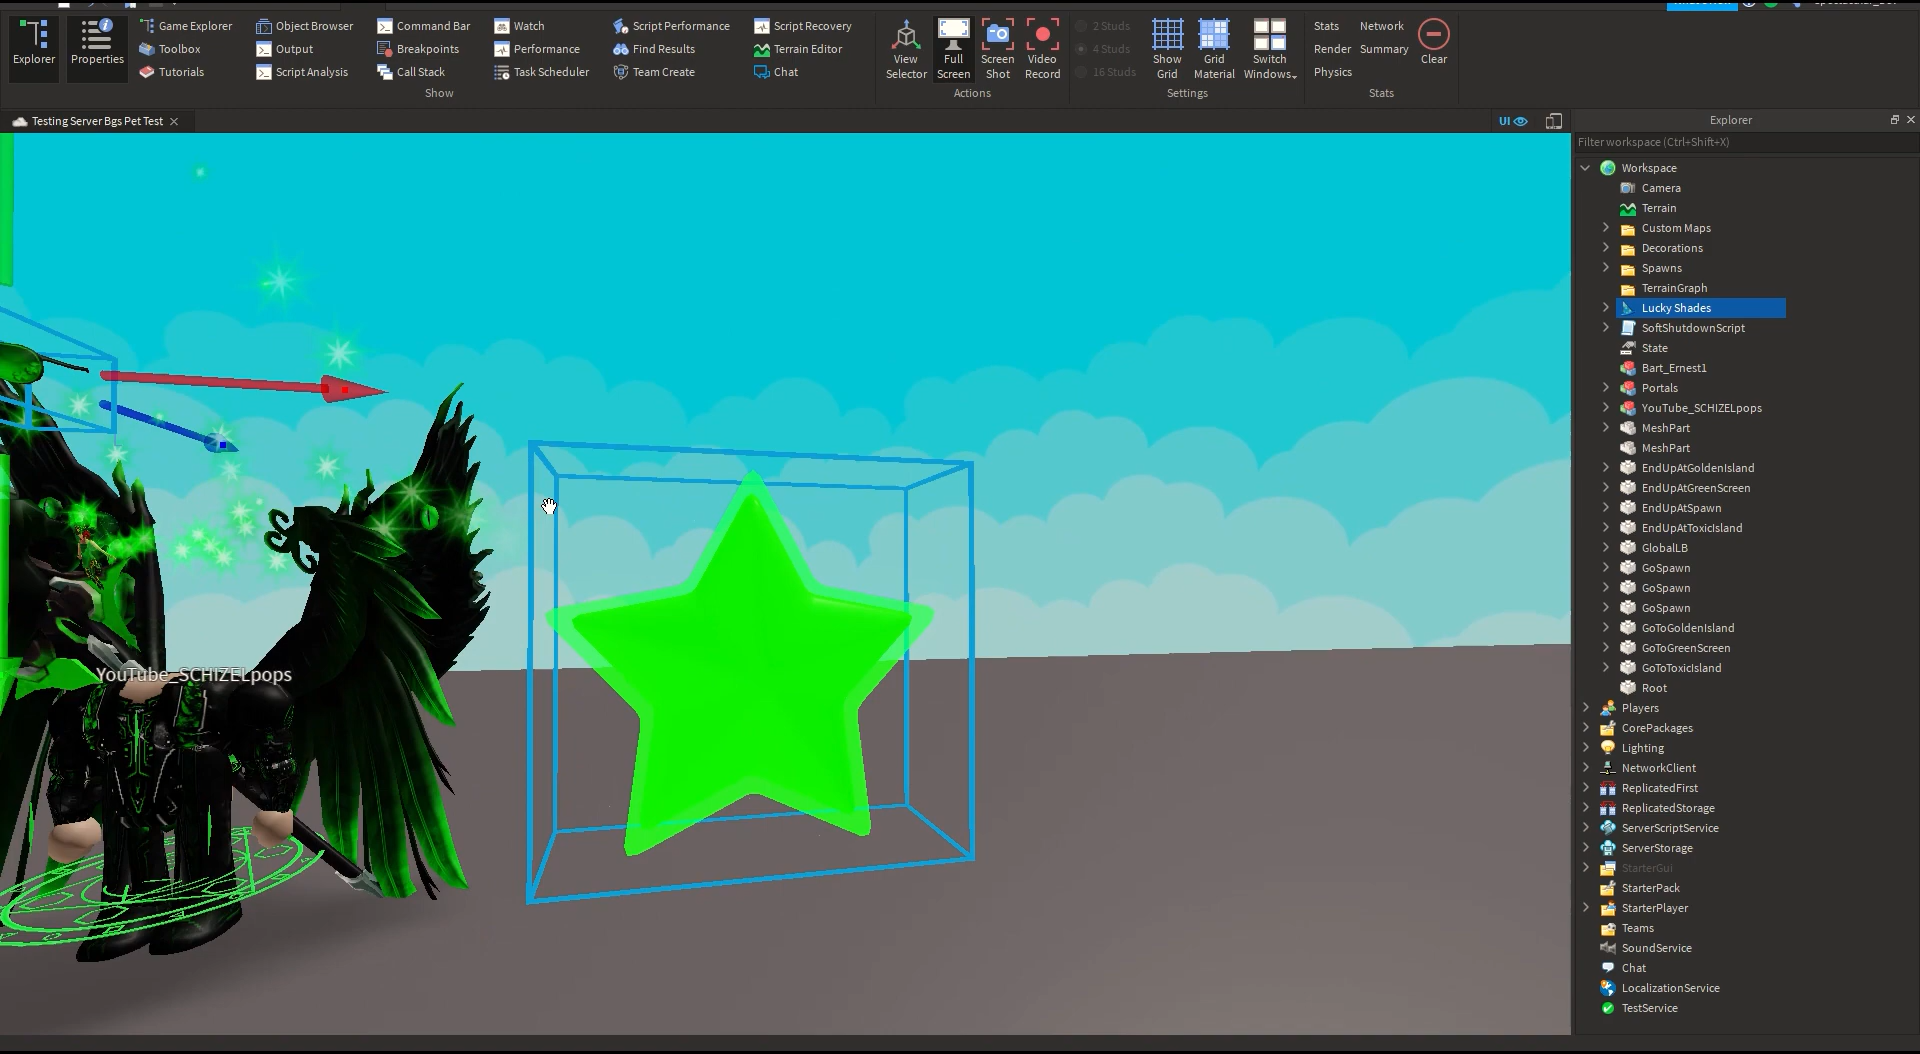 Game Explorer Object Browser Command Bar Watch Script Performance Script Recovery
Toolbox Output Breakpoints Performance Find Results Terrain Editor
Tutorials Script Analysis Call Stack Task Scheduler Team Create Chat
Explorer Properties
Show
View Selector
Full Screen
Screen Shot
Video Record
Actions
2 Studs
4 Studs
16 Studs
Show Grid
Grid Material
Switch Windows
Settings
Stats Network
Render Summary
Physics
Clear
Stats
Testing Server Bgs Pet Test
UI
Explorer
Filter workspace (Ctrl+Shift+X)
Workspace
Camera
Terrain
Custom Maps
Decorations
Spawns
TerrainGraph
Lucky Shades
SoftShutdownScript
State
Bart_Ernest1
Portals
YouTube_SCHIZELpops
MeshPart
MeshPart
EndUpAtGoldenIsland
EndUpAtGreenScreen
EndUpAtSpawn
EndUpAtToxicIsland
GlobalLB
GoSpawn
GoSpawn
GoSpawn
GoToGoldenIsland
GoToGreenScreen
GoToToxicIsland
Root
Players
CorePackages
Lighting
NetworkClient
ReplicatedFirst
ReplicatedStorage
ServerScriptService
ServerStorage
StarterGui
StarterPack
StarterPlayer
Teams
SoundService
Chat
LocalizationService
TestService
YouTube_SCHIZELpops